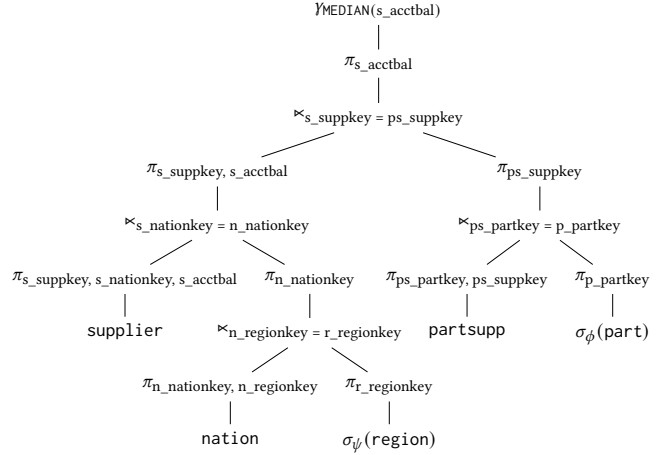 γMEDIAN(s_acctbal)
πs_acctbal
⋉s_suppkey = ps_suppkey
πs_suppkey, s_acctbal πps_suppkey
⋉s_nationkey = n_nationkey ⋉ps_partkey = p_partkey
πs_suppkey, s_nationkey, s_acctbal πn_nationkey πps_partkey, ps_suppkey πp_partkey
supplier ⋉n_regionkey = r_regionkey partsupp σϕ(part)
πn_nationkey, n_regionkey πr_regionkey
nation σψ(region)